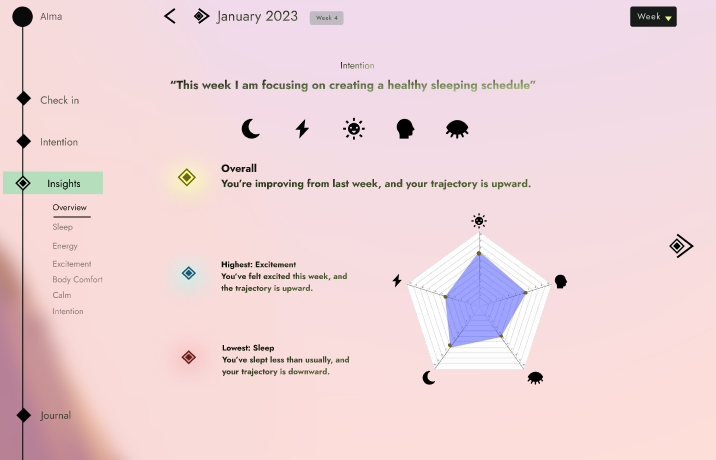 Alma
January 2023
Week 4
Week
Intention
“This week I am focusing on creating a healthy sleeping schedule”
Check in
Intention
Insights
Overview
Sleep
Energy
Excitement
Body Comfort
Calm
Intention
Journal
Overall
You’re improving from last week, and your trajectory is upward.
Highest: Excitement
You’ve felt excited this week, and
the trajectory is upward.
Lowest: Sleep
You’ve slept less than usually, and
your trajectory is downward.